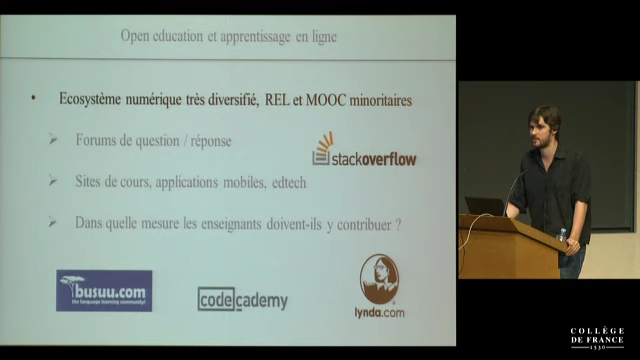 Open education et apprentissage en ligne
• Ecosystème numérique très diversifié, REL et MOOC minoritaires
➢ Forums de question / réponse
stackoverflow
➢ Sites de cours, applications mobiles, edtech
➢ Dans quelle mesure les enseignants doivent-ils y contribuer ?
busuu.com
the language learning community!
codecademy
lynda.com
COLLÈGE
DE FRANCE
1530